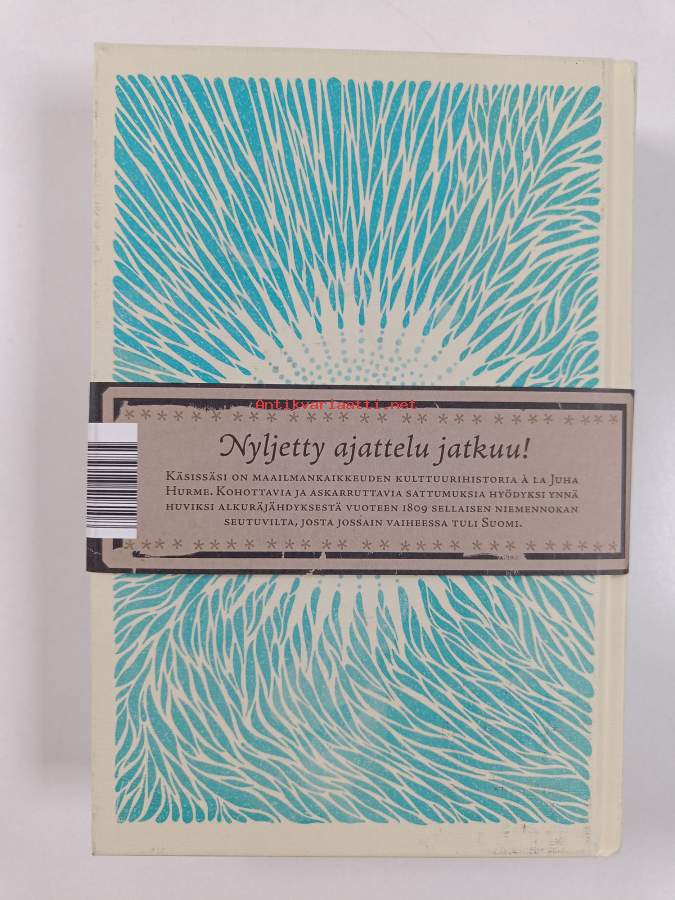 Antikvariaatti.net
Nyljetty ajattelu jatkuu!
Käsissäsi on maailmankaikkeuden kulttuurihistoria à la Juha
Hurme. Kohottavia ja askarruttavia sattumuksia hyödyksi ynnä
huviksi alkuräjähdyksestä vuoteen 1809 sellaisen niemennokan
seutuvilta, josta jossain vaiheessa tuli Suomi.